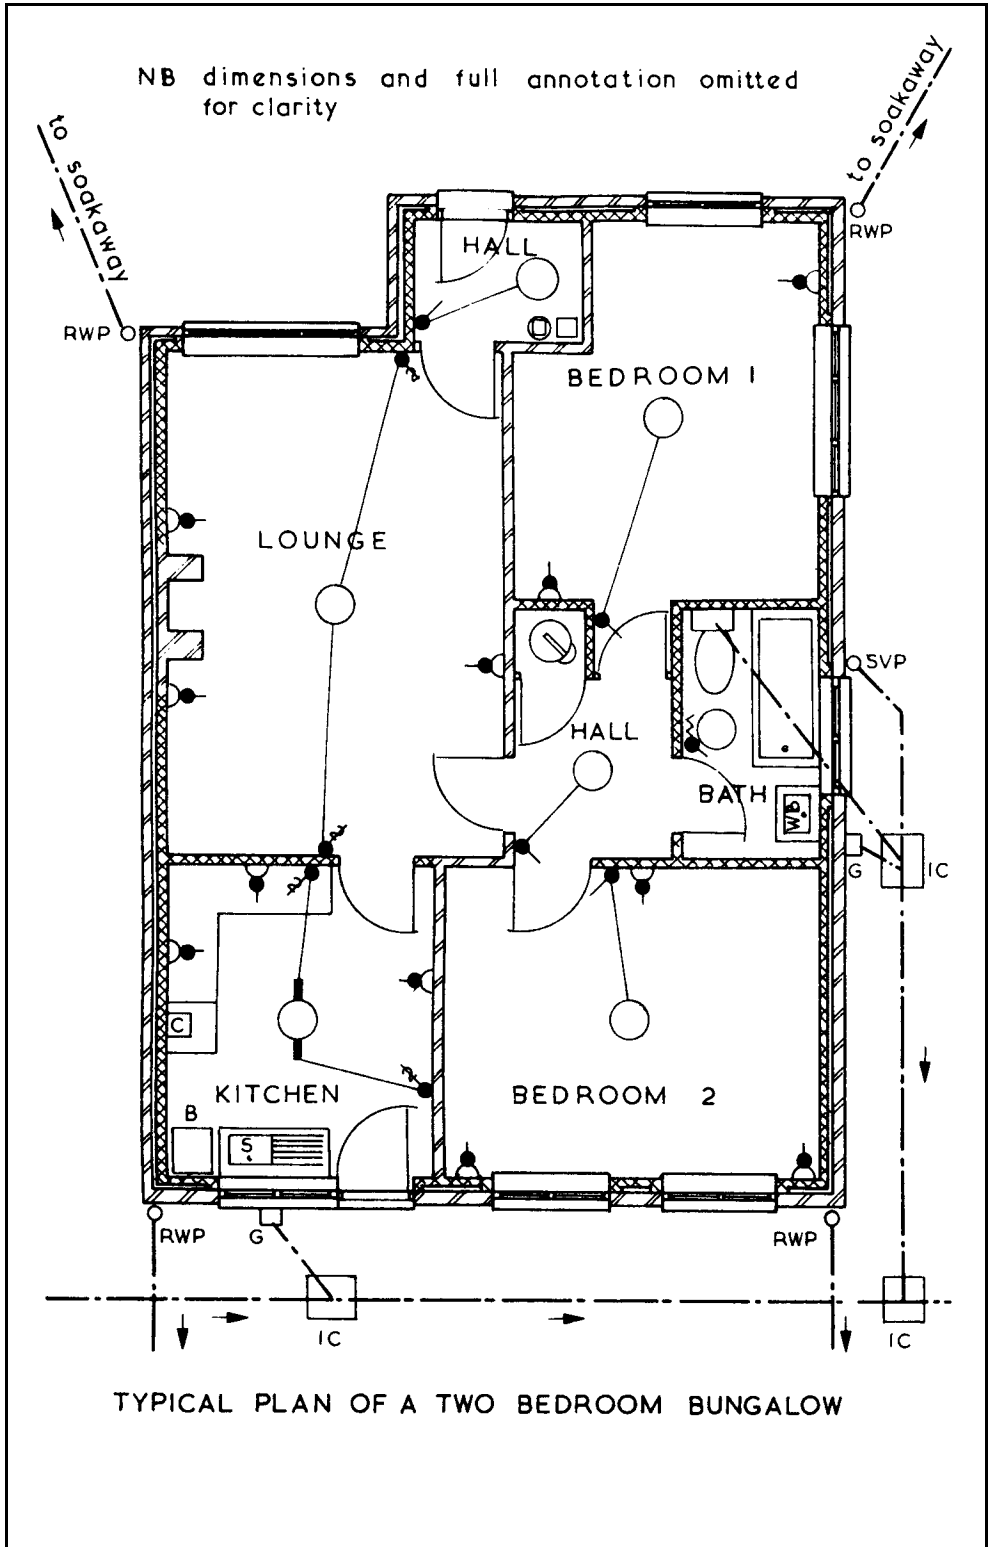 NB dimensions and full annotation omitted
for clarity
to soakaway
to soakaway
RWP
RWP
HALL
BEDROOM 1
LOUNGE
SVP
HALL
BATH
WB
G
IC
C
KITCHEN
BEDROOM 2
B
S
RWP
G
RWP
IC
IC
TYPICAL PLAN OF A TWO BEDROOM BUNGALOW